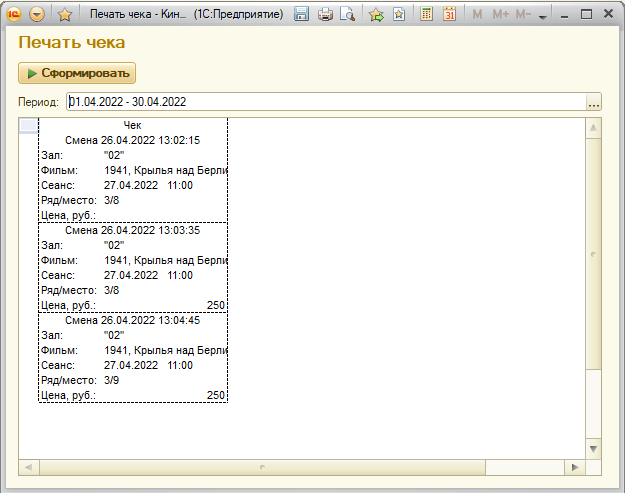 Печать чека - Кин... (1С:Предприятие)
M M+ M-
Печать чека
Сформировать
Период: 01.04.2022 - 30.04.2022 ...
Чек
Смена 26.04.2022 13:02:15
Зал: "02"
Фильм: 1941, Крылья над Берли
Сеанс: 27.04.2022 11:00
Ряд/место: 3/8
Цена, руб.:
Смена 26.04.2022 13:03:35
Зал: "02"
Фильм: 1941, Крылья над Берли
Сеанс: 27.04.2022 11:00
Ряд/место: 3/8
Цена, руб.: 250
Смена 26.04.2022 13:04:45
Зал: "02"
Фильм: 1941, Крылья над Берли
Сеанс: 27.04.2022 11:00
Ряд/место: 3/9
Цена, руб.: 250